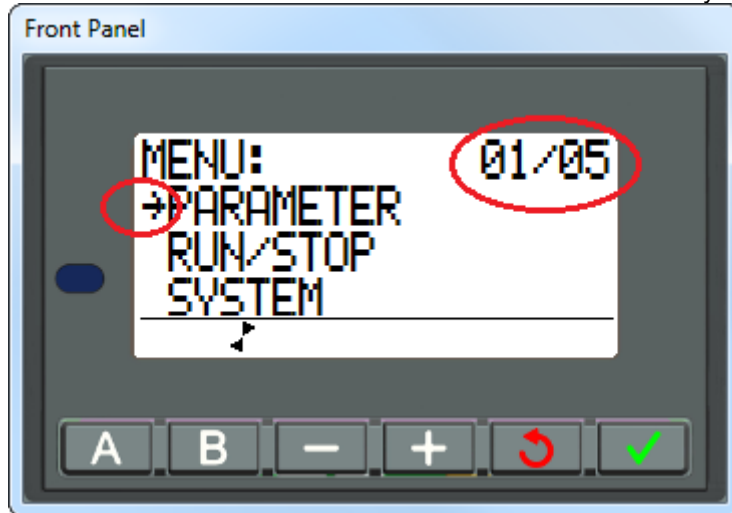 Front Panel
MENU: 01/05
→PARAMETER
RUN/STOP
SYSTEM
A B - +